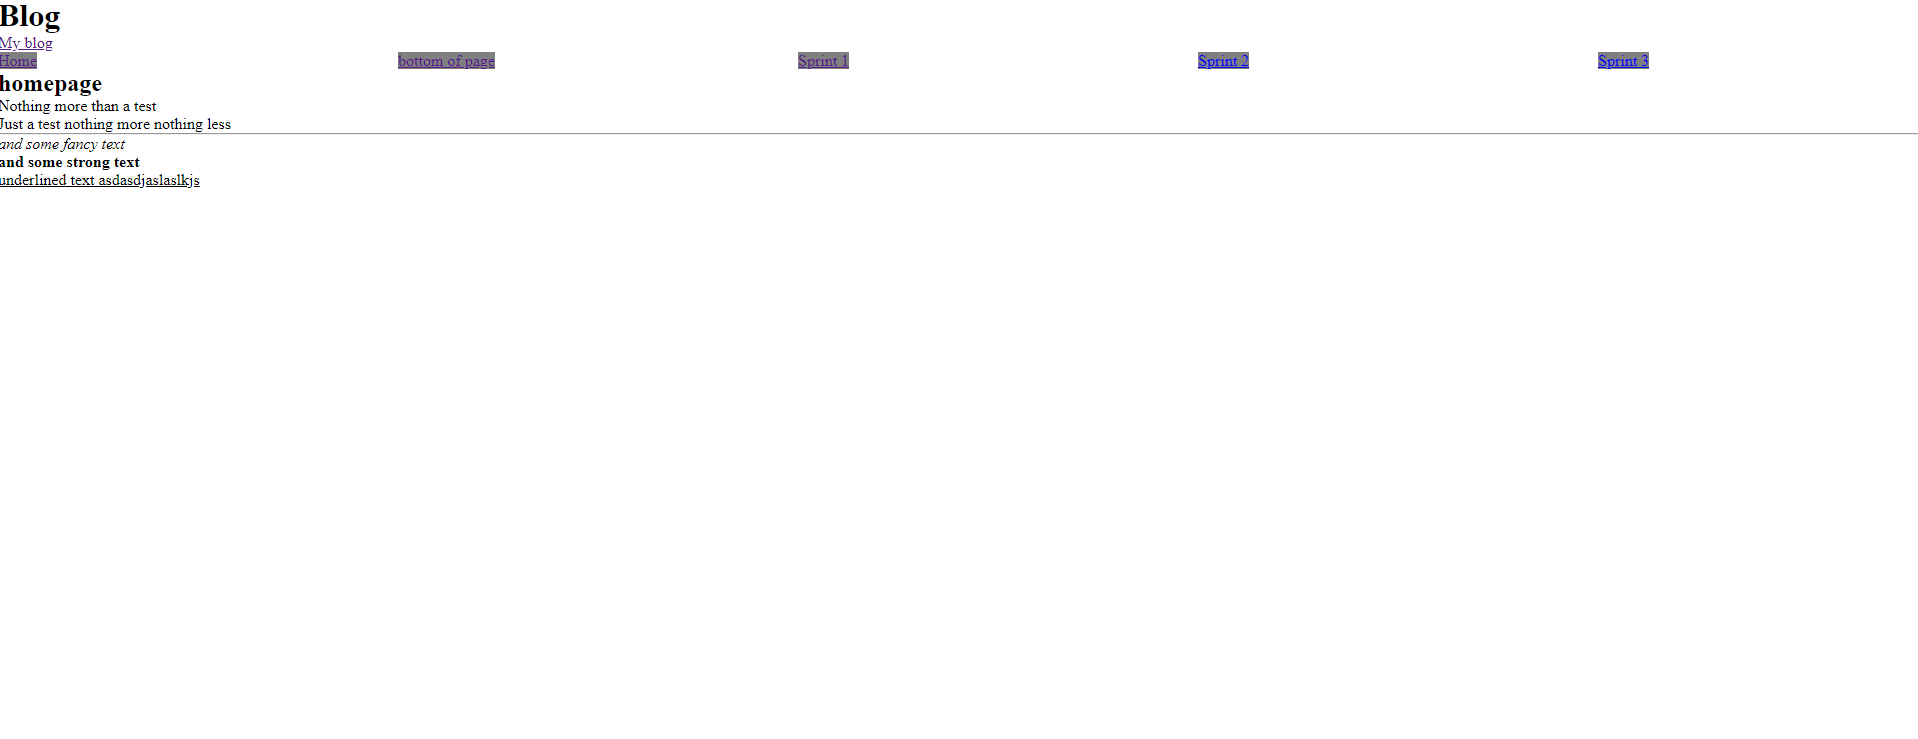 Blog
My blog
Home bottom of page Sprint 1 Sprint 2 Sprint 3
homepage
Nothing more than a test
Just a test nothing more nothing less
and some fancy text
and some strong text
underlined text asdasdjaslaslkjs